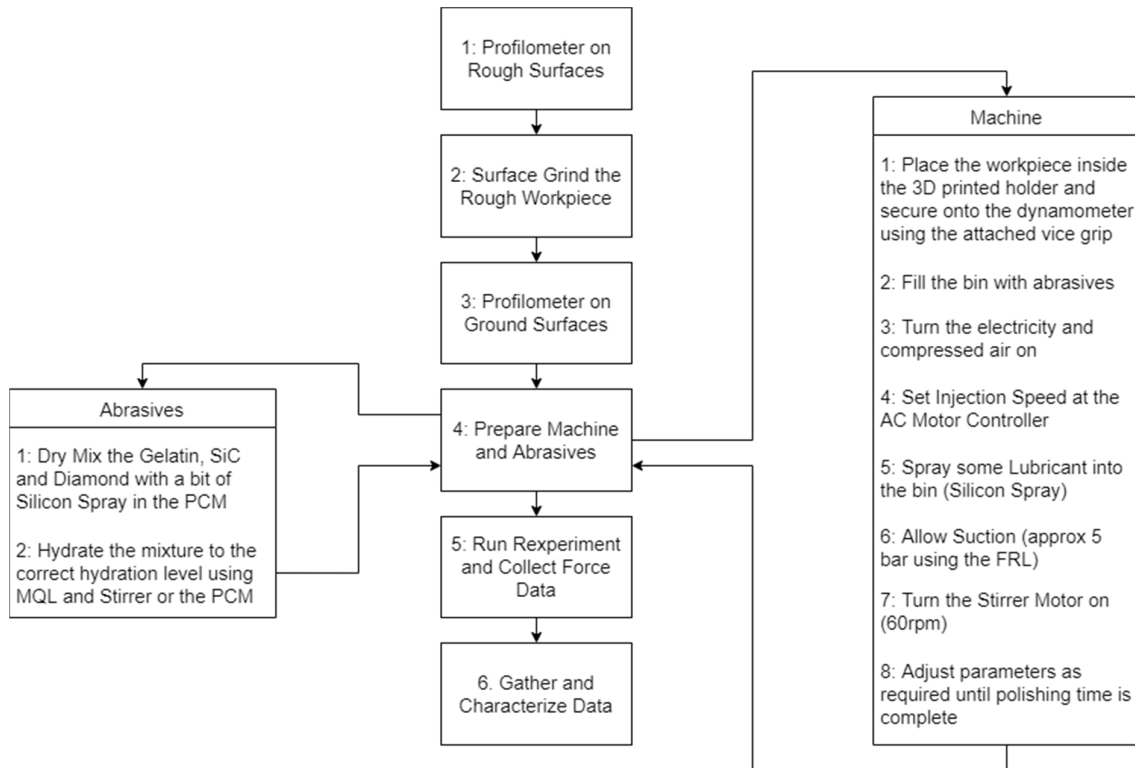 1: Profilometer on
Rough Surfaces
2: Surface Grind the
Rough Workpiece
3: Profilometer on
Ground Surfaces
4: Prepare Machine
and Abrasives
5: Run Rexperiment
and Collect Force
Data
6. Gather and
Characterize Data
Abrasives
1: Dry Mix the Gelatin, SiC
and Diamond with a bit of
Silicon Spray in the PCM
2: Hydrate the mixture to the
correct hydration level using
MQL and Stirrer or the PCM
Machine
1: Place the workpiece inside
the 3D printed holder and
secure onto the dynamometer
using the attached vice grip
2: Fill the bin with abrasives
3: Turn the electricity and
compressed air on
4: Set Injection Speed at the
AC Motor Controller
5: Spray some Lubricant into
the bin (Silicon Spray)
6: Allow Suction (approx 5
bar using the FRL)
7: Turn the Stirrer Motor on
(60rpm)
8: Adjust parameters as
required until polishing time is
complete